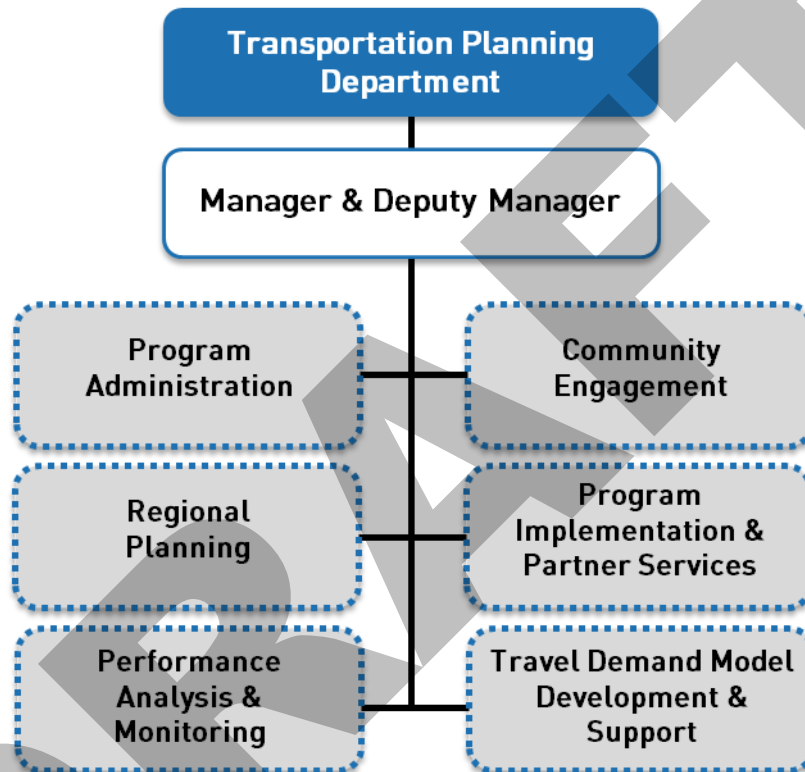 Transportation Planning
Department
Manager & Deputy Manager
Program
Administration
Community
Engagement
Regional
Planning
Program
Implementation &
Partner Services
Performance
Analysis &
Monitoring
Travel Demand Model
Development &
Support
DRAFT